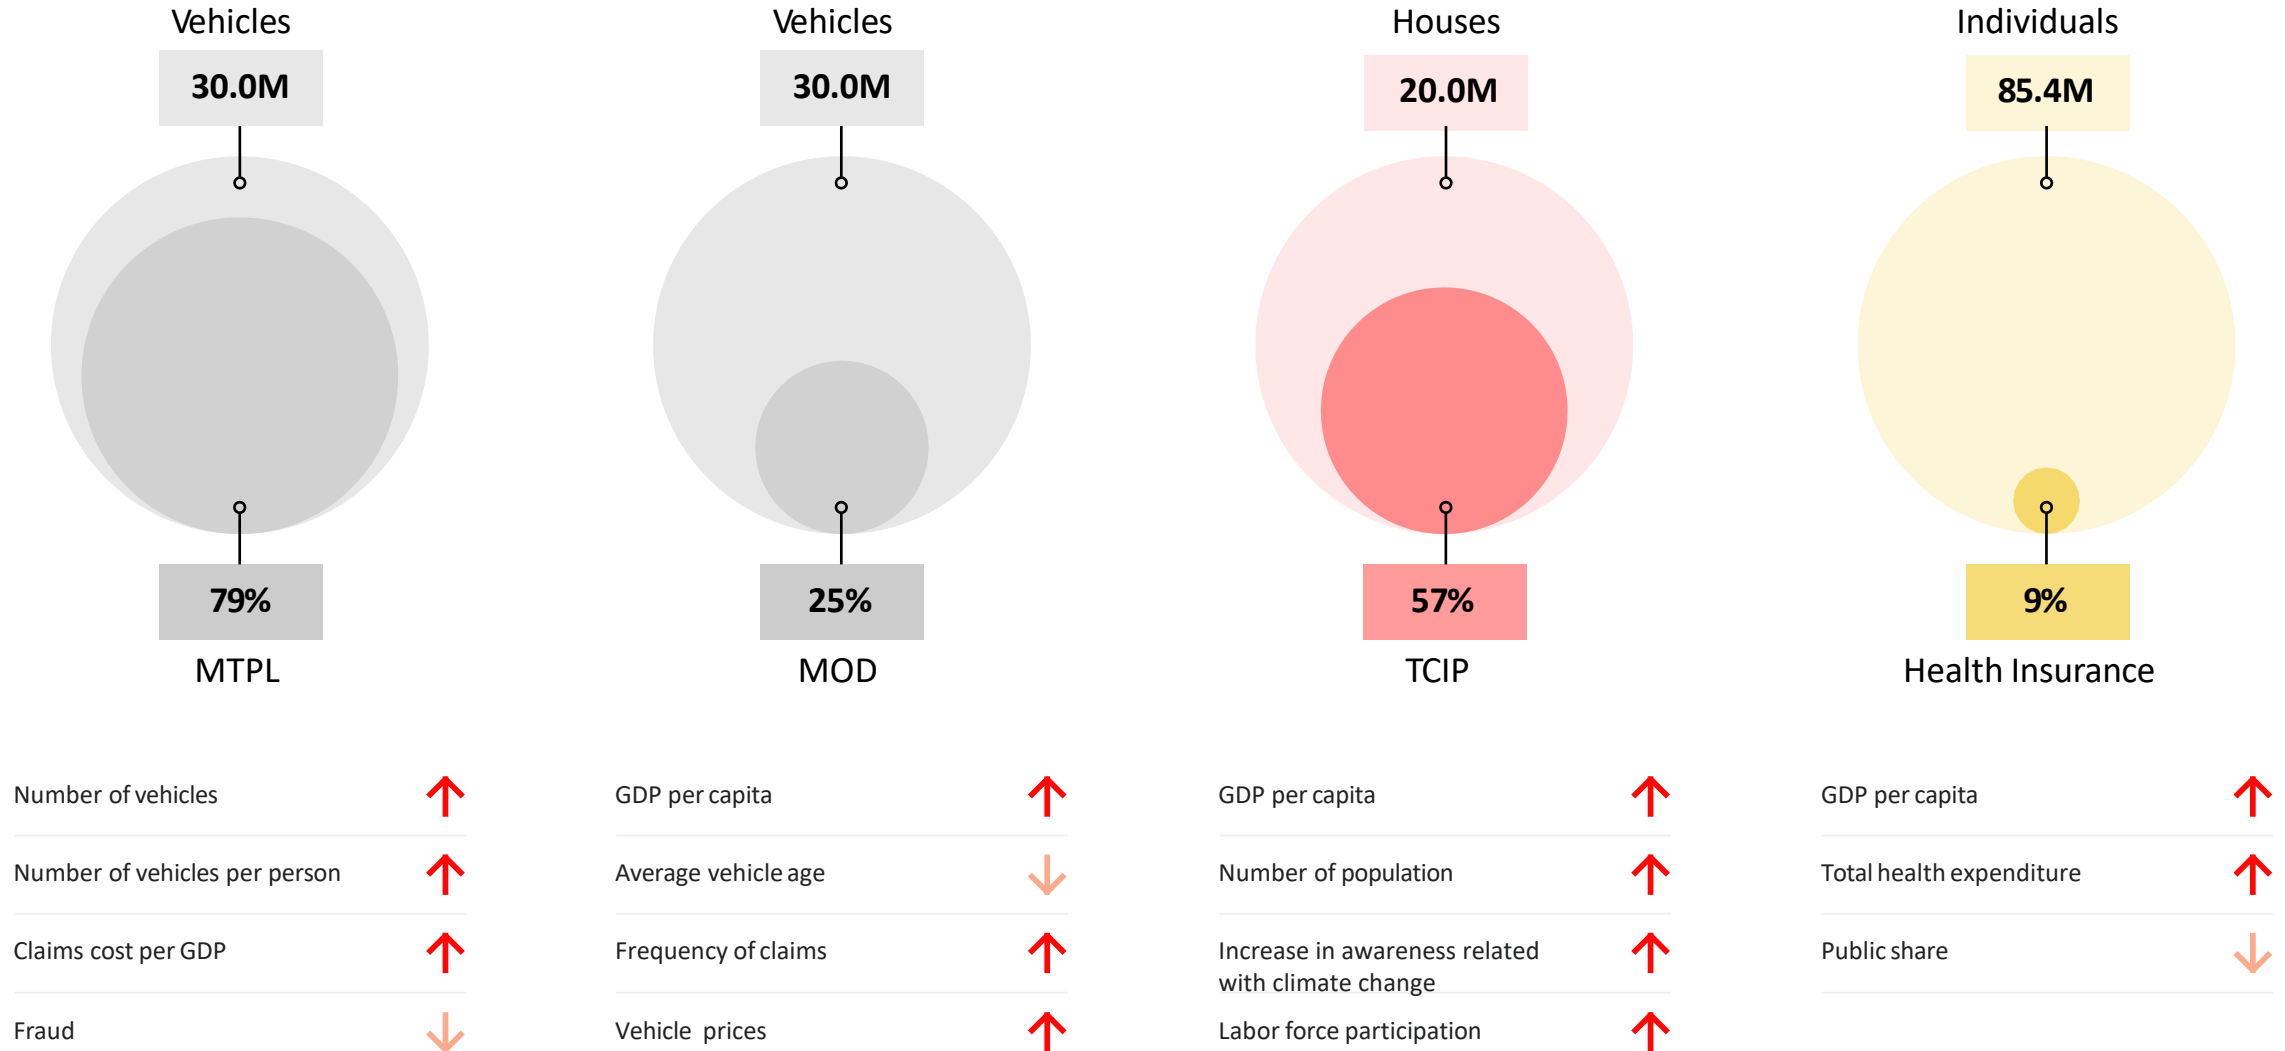 Vehicles
30.0M
79%
MTPL
Number of vehicles
Number of vehicles per person
Claims cost per GDP
Fraud
Vehicles
30.0M
25%
MOD
GDP per capita
Average vehicle age
Frequency of claims
Vehicle prices
Houses
20.0M
57%
TCIP
GDP per capita
Number of population
Increase in awareness related
with climate change
Labor force participation
Individuals
85.4M
9%
Health Insurance
GDP per capita
Total health expenditure
Public share